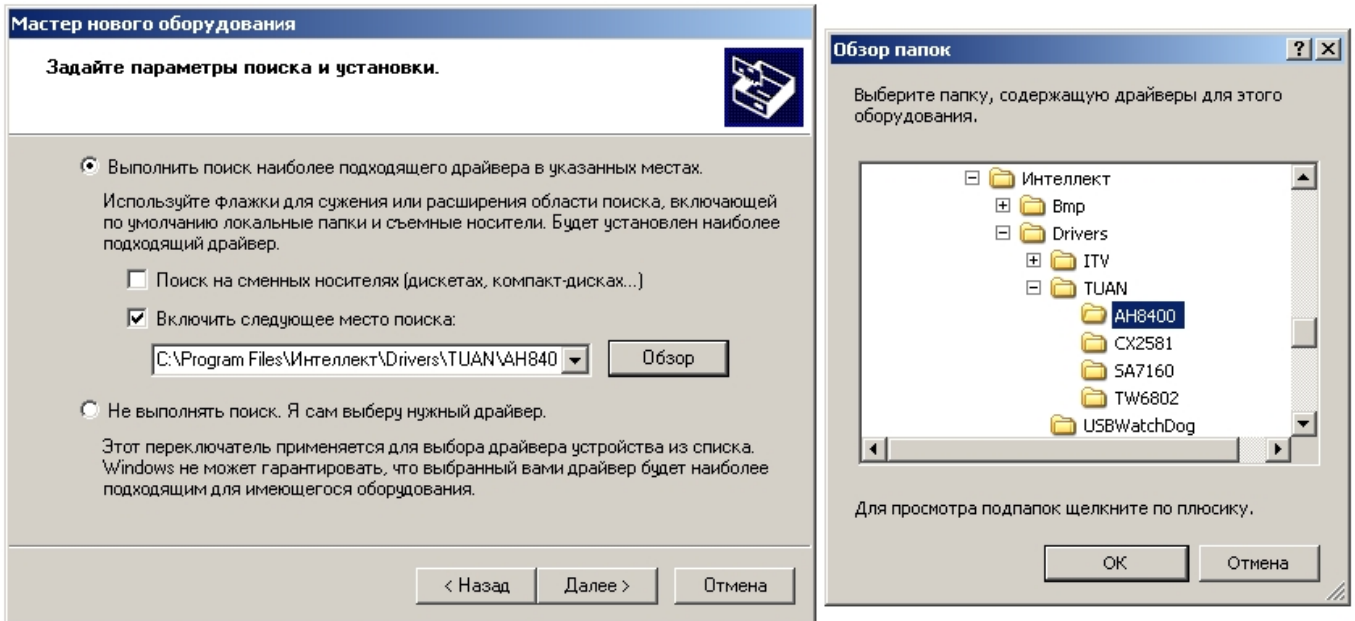 Мастер нового оборудования
Задайте параметры поиска и установки.
Выполнить поиск наиболее подходящего драйвера в указанных местах.
Используйте флажки для сужения или расширения области поиска, включающей
по умолчанию локальные папки и съемные носители. Будет установлен наиболее
подходящий драйвер.
Поиск на сменных носителях (дискетах, компакт-дисках...)
Включить следующее место поиска:
C:\Program Files\Интеллект\Drivers\TUAN\AH840
Обзор
Не выполнять поиск. Я сам выберу нужный драйвер.
Этот переключатель применяется для выбора драйвера устройства из списка.
Windows не может гарантировать, что выбранный вами драйвер будет наиболее
подходящим для имеющегося оборудования.
< Назад
Далее >
Отмена
Обзор папок
Выберите папку, содержащую драйверы для этого
оборудования.
Интеллект
Bmp
Drivers
ITV
TUAN
AH8400
CX2581
SA7160
TW6802
USBWatchDog
Для просмотра подпапок щелкните по плюсику.
ОК
Отмена